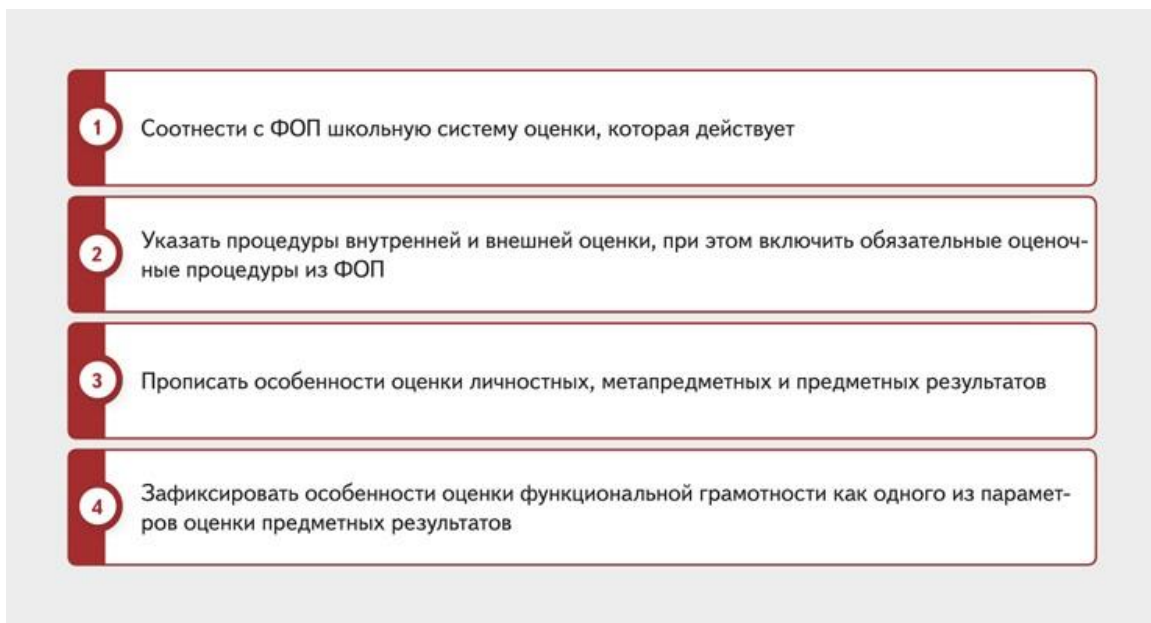 1
Соотнести с ФОП школьную систему оценки, которая действует
2
Указать процедуры внутренней и внешней оценки, при этом включить обязательные оценоч-
ные процедуры из ФОП
3
Прописать особенности оценки личностных, метапредметных и предметных результатов
4
Зафиксировать особенности оценки функциональной грамотности как одного из парамет-
ров оценки предметных результатов